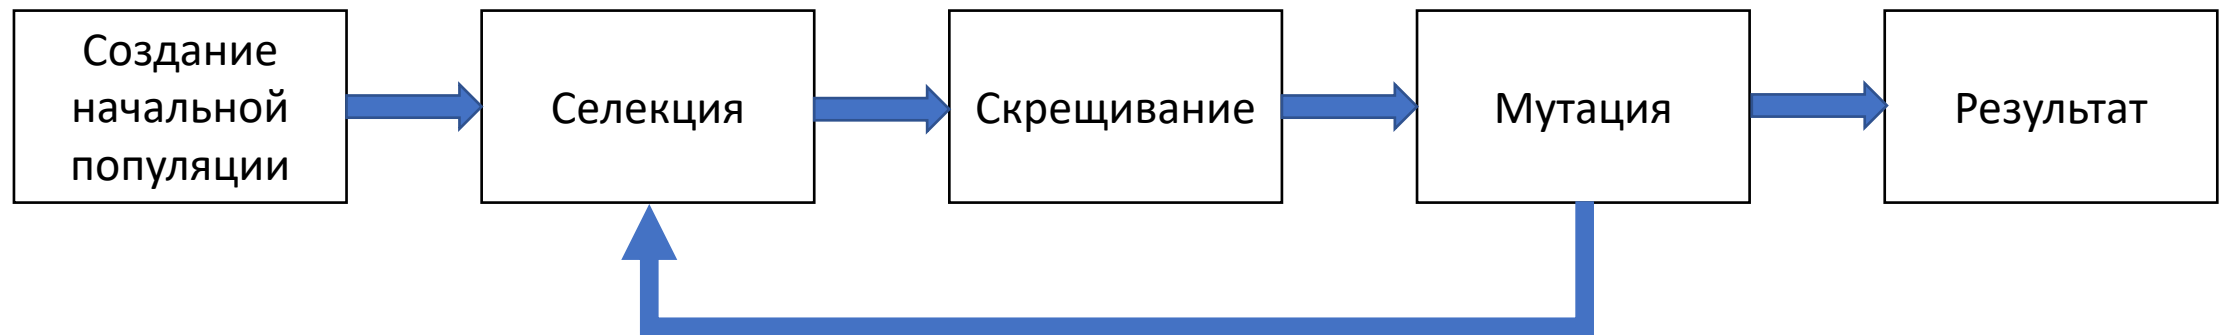 Создание
начальной
популяции
Селекция
Скрещивание
Мутация
Результат